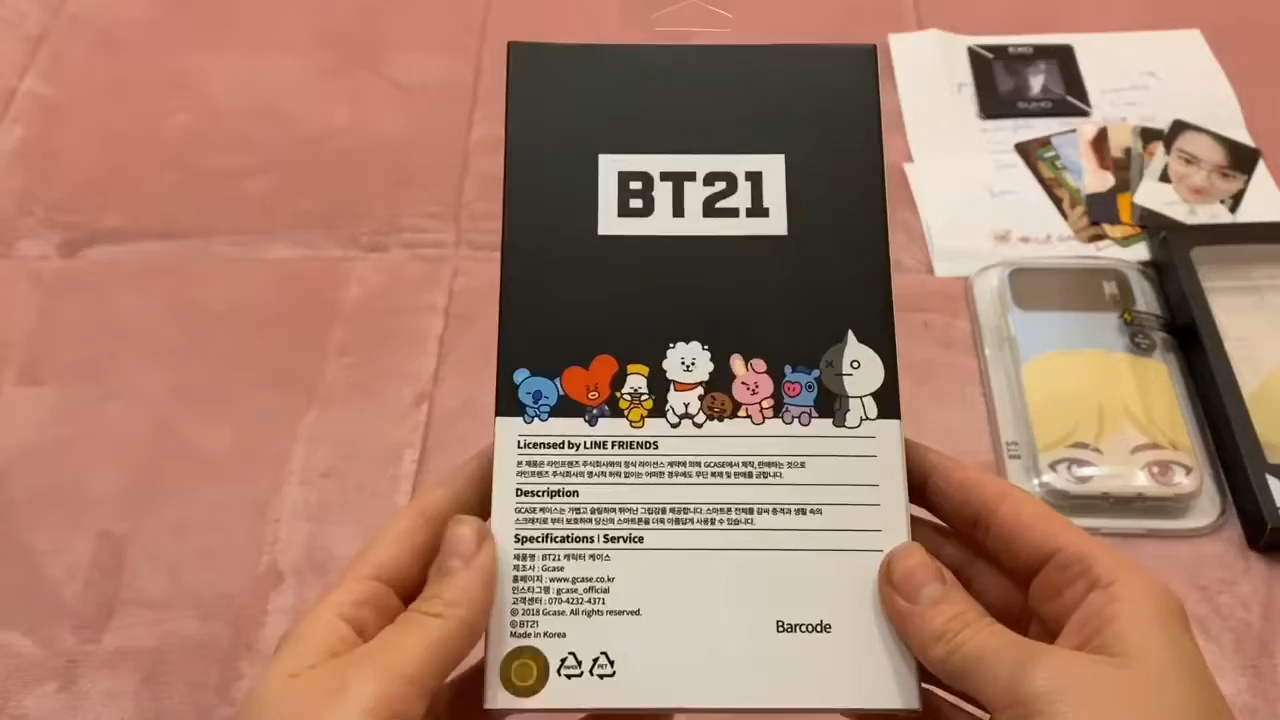 BT21
Licensed by LINE FRIENDS
본 제품은 라인프렌즈 주식회사와의 정식 라이선스 계약에 의해 GCASE에서 제작, 판매하는 것으로
라인프렌즈 주식회사의 명시적 허락 없이는 어떠한 경우에도 무단 복제 및 판매를 금합니다.
Description
GCASE 케이스는 가볍고 슬림하며 뛰어난 그립감을 제공합니다. 스마트폰 전체를 감싸 충격과 생활 속의
스크래치로 부터 보호하며 당신의 스마트폰을 더욱 아름답게 사용할 수 있습니다.
Specifications | Service
제품명 : BT21 캐릭터 케이스
제조사 : Gcase
홈페이지 : www.gcase.co.kr
인스타그램 : gcase_official
고객센터 : 070-4232-4371
© 2018 Gcase. All rights reserved.
© BT21
Made in Korea
Barcode
PAPER
PET
EXO
SUHO
BTS